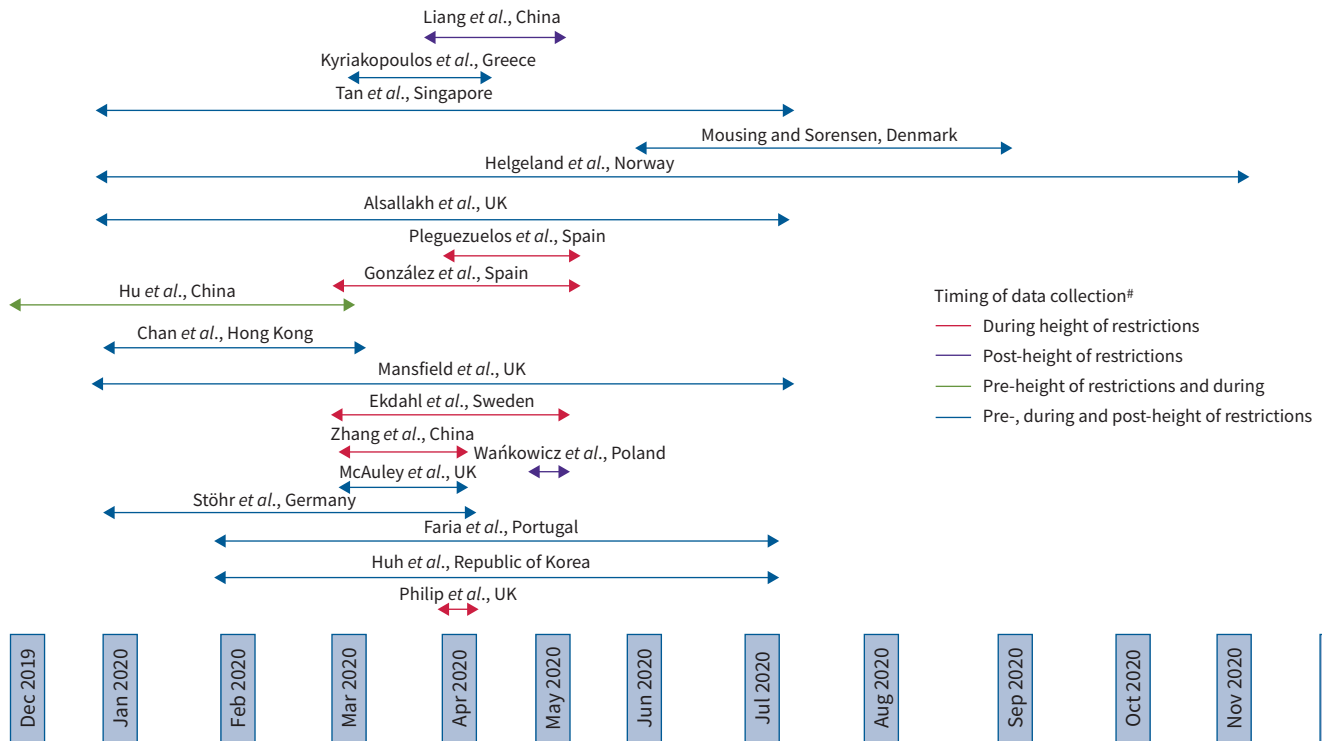 Liang et al., China
Kyriakopoulos et al., Greece
Tan et al., Singapore
Mousing and Sorensen, Denmark
Helgeland et al., Norway
Alsallakh et al., UK
Pleguezuelos et al., Spain
González et al., Spain
Hu et al., China
Chan et al., Hong Kong
Mansfield et al., UK
Ekdahl et al., Sweden
Zhang et al., China
Wańkowicz et al., Poland
McAuley et al., UK
Stöhr et al., Germany
Faria et al., Portugal
Huh et al., Republic of Korea
Philip et al., UK
Timing of data collection#
During height of restrictions
Post-height of restrictions
Pre-height of restrictions and during
Pre-, during and post-height of restrictions
Dec 2019
Jan 2020
Feb 2020
Mar 2020
Apr 2020
May 2020
Jun 2020
Jul 2020
Aug 2020
Sep 2020
Oct 2020
Nov 2020